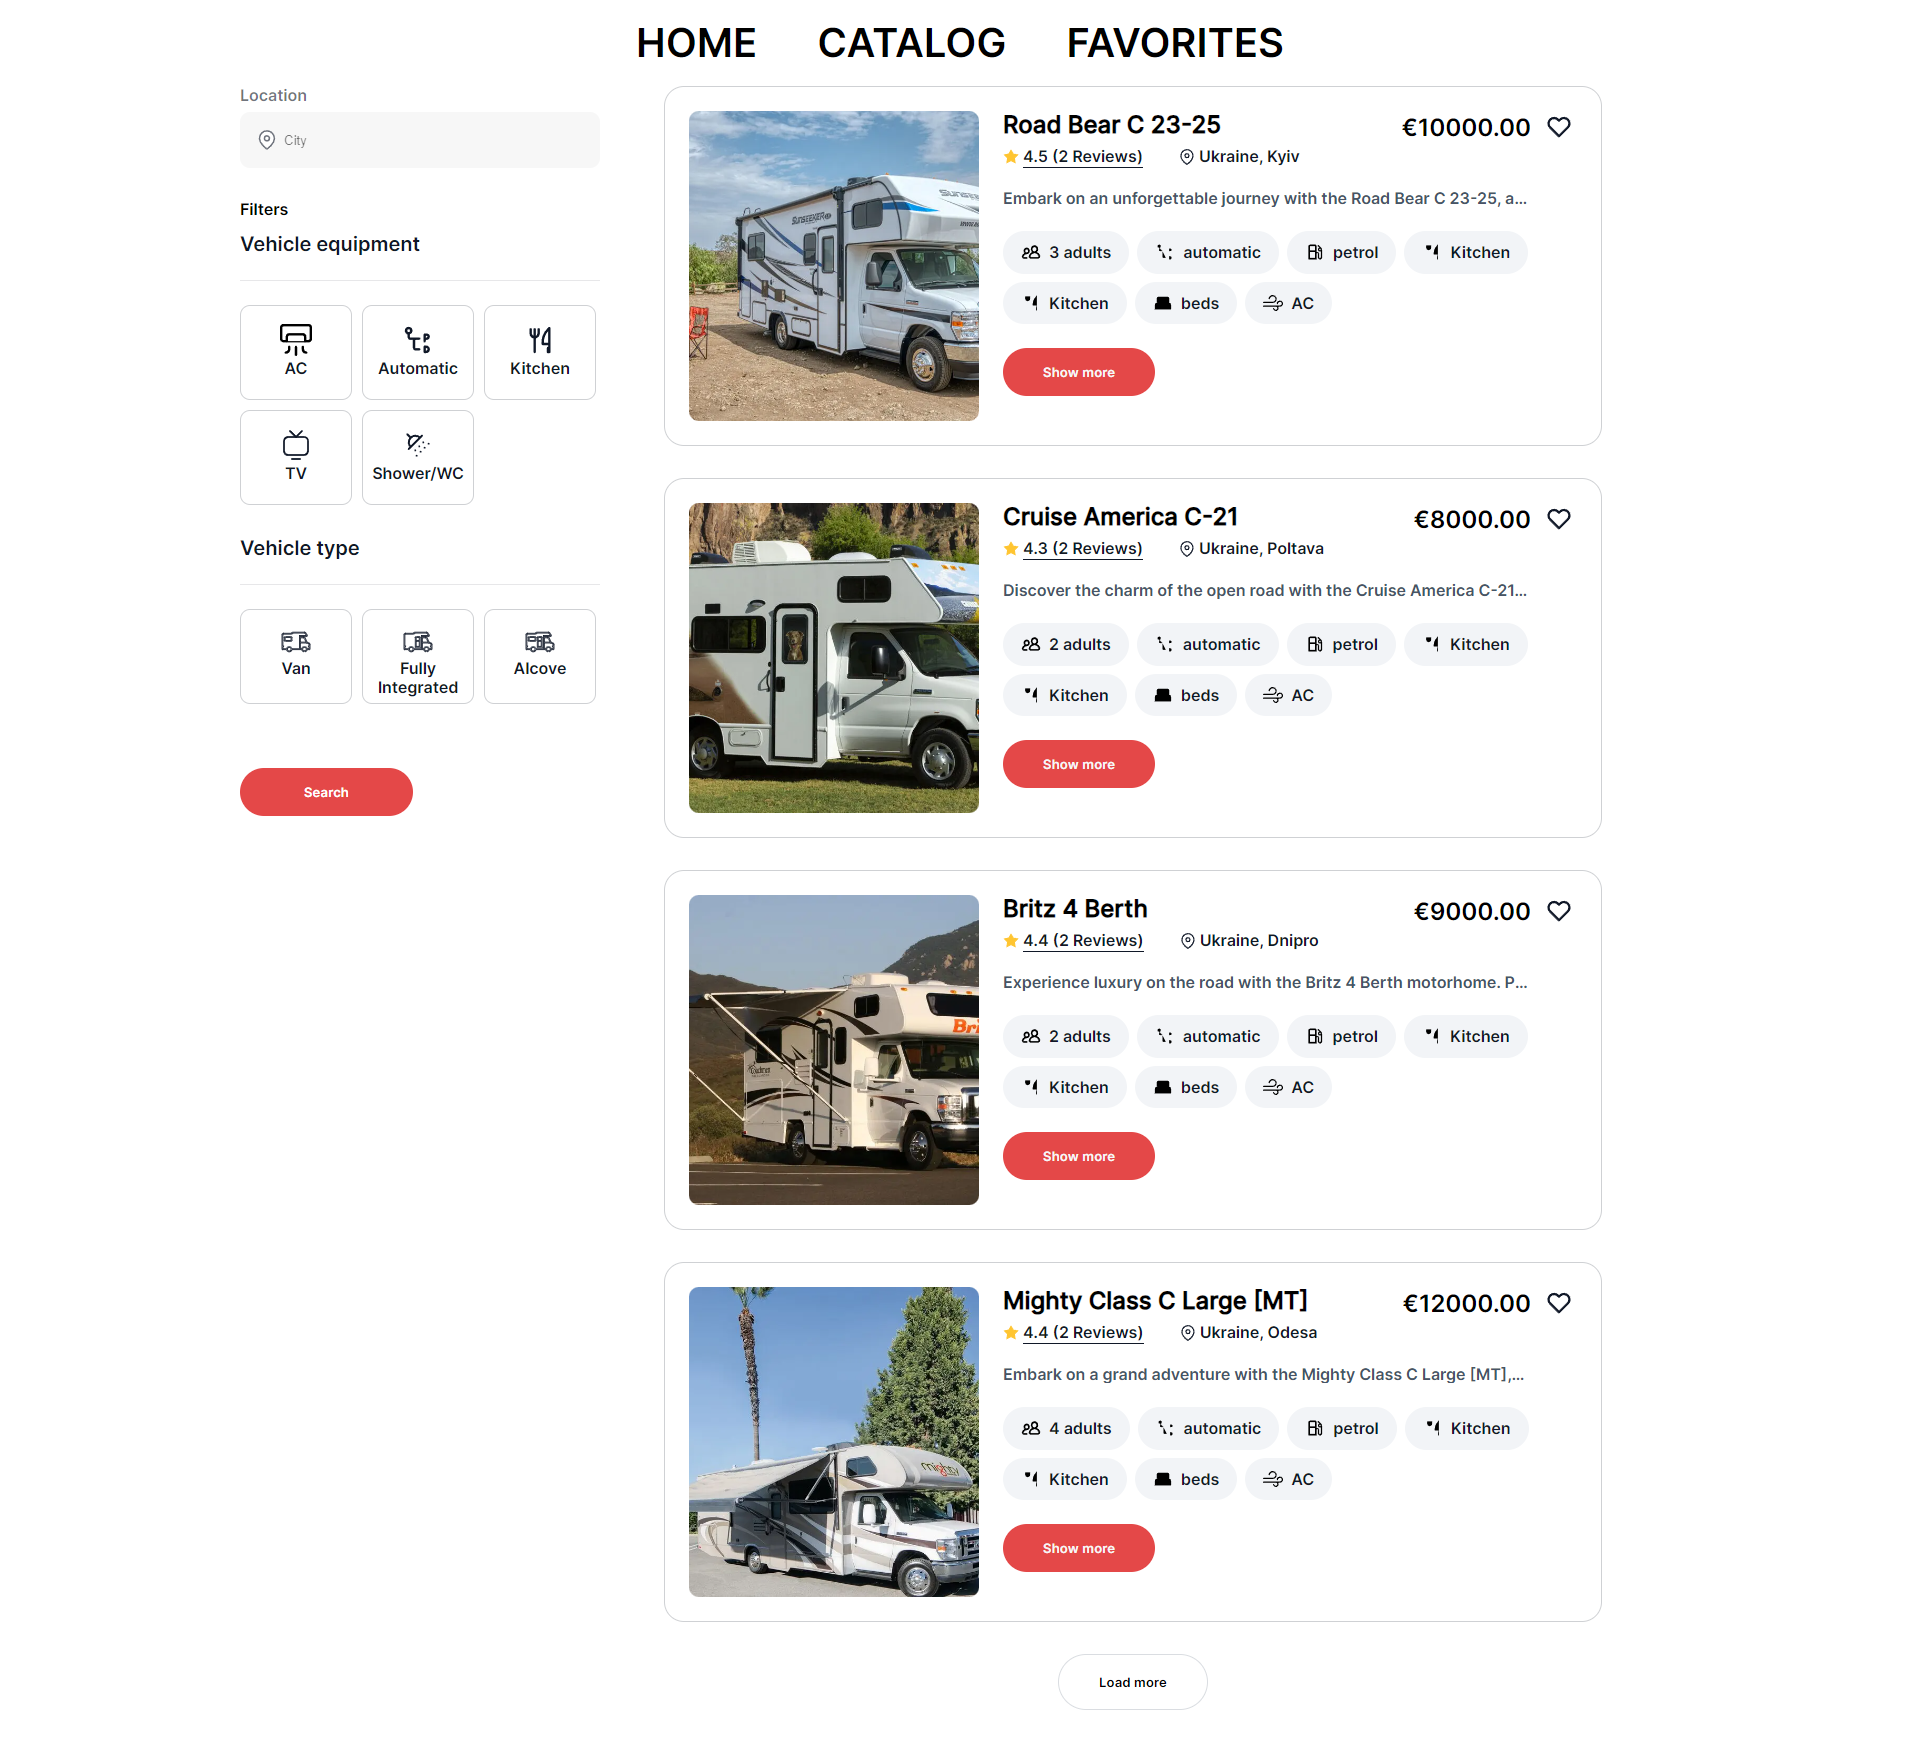 HOME CATALOG FAVORITES
Location
City
Filters
Vehicle equipment
AC Automatic Kitchen
TV Shower/WC
Vehicle type
Van Fully Integrated Alcove
Search
Road Bear C 23-25 €10000.00
4.5 (2 Reviews) Ukraine, Kyiv
Embark on an unforgettable journey with the Road Bear C 23-25, a...
3 adults automatic petrol Kitchen
Kitchen beds AC
Show more
SUNSEEKER
Cruise America C-21 €8000.00
4.3 (2 Reviews) Ukraine, Poltava
Discover the charm of the open road with the Cruise America C-21...
2 adults automatic petrol Kitchen
Kitchen beds AC
Show more
Britz 4 Berth €9000.00
4.4 (2 Reviews) Ukraine, Dnipro
Experience luxury on the road with the Britz 4 Berth motorhome. P...
2 adults automatic petrol Kitchen
Kitchen beds AC
Show more
Bri
Mighty Class C Large [MT] €12000.00
4.4 (2 Reviews) Ukraine, Odesa
Embark on a grand adventure with the Mighty Class C Large [MT],...
4 adults automatic petrol Kitchen
Kitchen beds AC
Show more
mighty
Load more